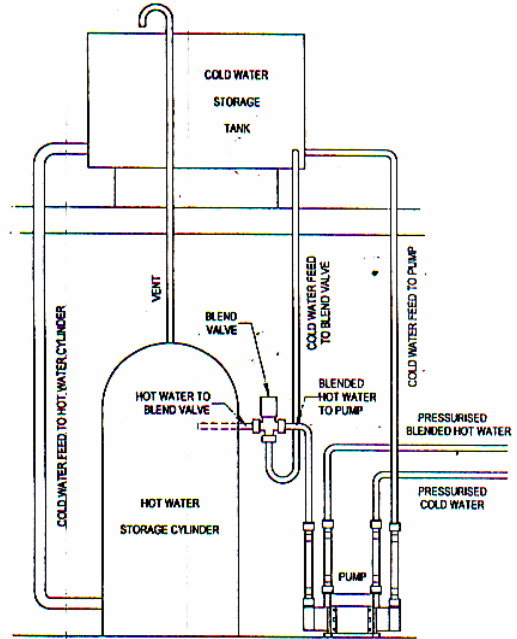 COLD WATER
STORAGE
TANK
COLD WATER FEED TO HOT WATER CYLINDER
VENT
BLEND
VALVE
COLD WATER FEED
TO BLEND VALVE
COLD WATER FEED TO PUMP
HOT WATER TO
BLEND VALVE
BLENDED
HOT WATER
TO PUMP
PRESSURISED
BLENDED HOT WATER
PRESSURISED
COLD WATER
HOT WATER
STORAGE CYLINDER
PUMP